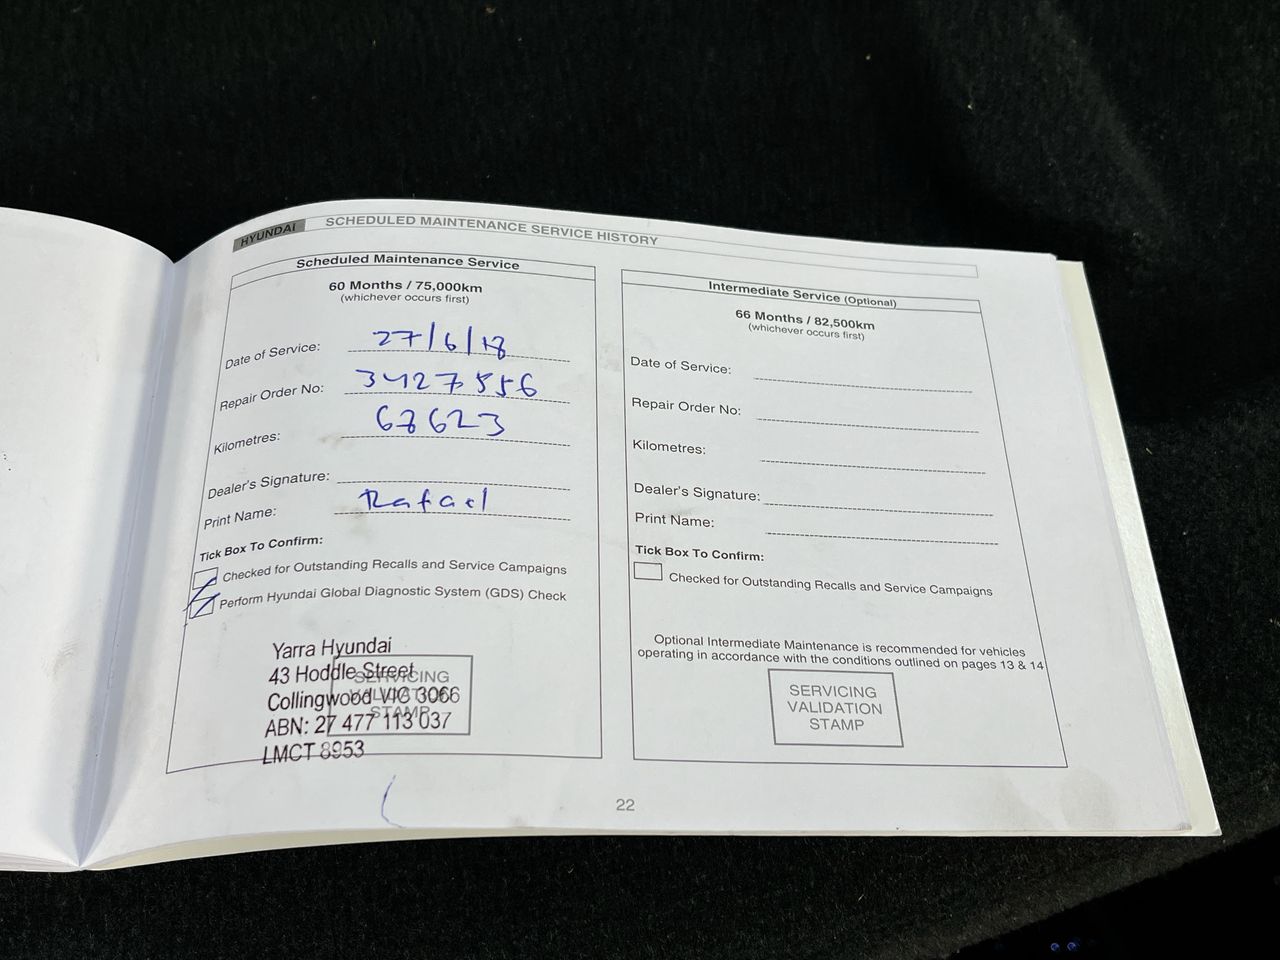 HYUNDAI
SCHEDULED MAINTENANCE SERVICE HISTORY
Scheduled Maintenance Service
60 Months / 75,000km
(whichever occurs first)
Date of Service: 27/6/18
Repair Order No: 3427556
Kilometres: 67623
Dealer's Signature:
Print Name: Rafael
Tick Box To Confirm:
Checked for Outstanding Recalls and Service Campaigns
Perform Hyundai Global Diagnostic System (GDS) Check
Yarra Hyundai
43 Hoddle Street
Collingwood VIC 3066
ABN: 27 477 113 037
LMCT 8953
SERVICING
VALIDATION
STAMP
Intermediate Service (Optional)
66 Months / 82,500km
(whichever occurs first)
Date of Service:
Repair Order No:
Kilometres:
Dealer's Signature:
Print Name:
Tick Box To Confirm:
Checked for Outstanding Recalls and Service Campaigns
Optional Intermediate Maintenance is recommended for vehicles
operating in accordance with the conditions outlined on pages 13 & 14
SERVICING
VALIDATION
STAMP
22